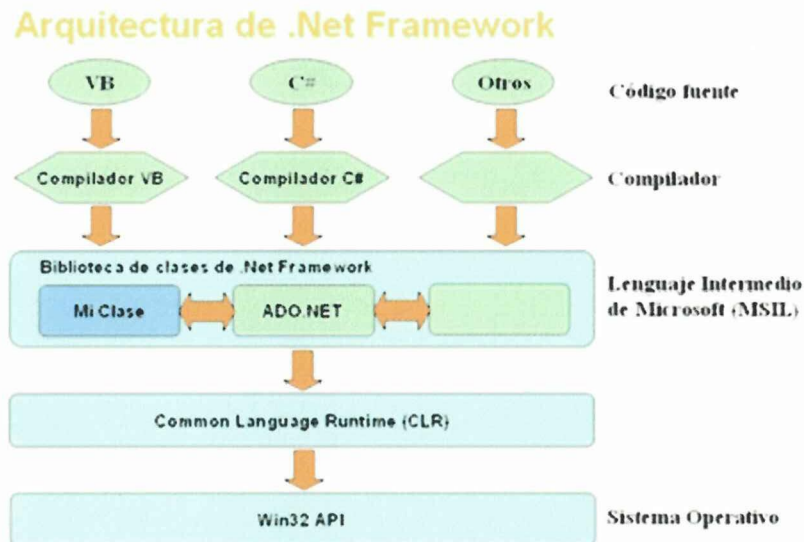 Arquitectura de .Net Framework
VB
C#
Otros
Código fuente
Compilador VB
Compilador C#
Compilador
Biblioteca de clases de .Net Framework
Mi Clase
ADO.NET
Lenguaje Intermedio
de Microsoft (MSIL)
Common Language Runtime (CLR)
Win32 API
Sistema Operativo